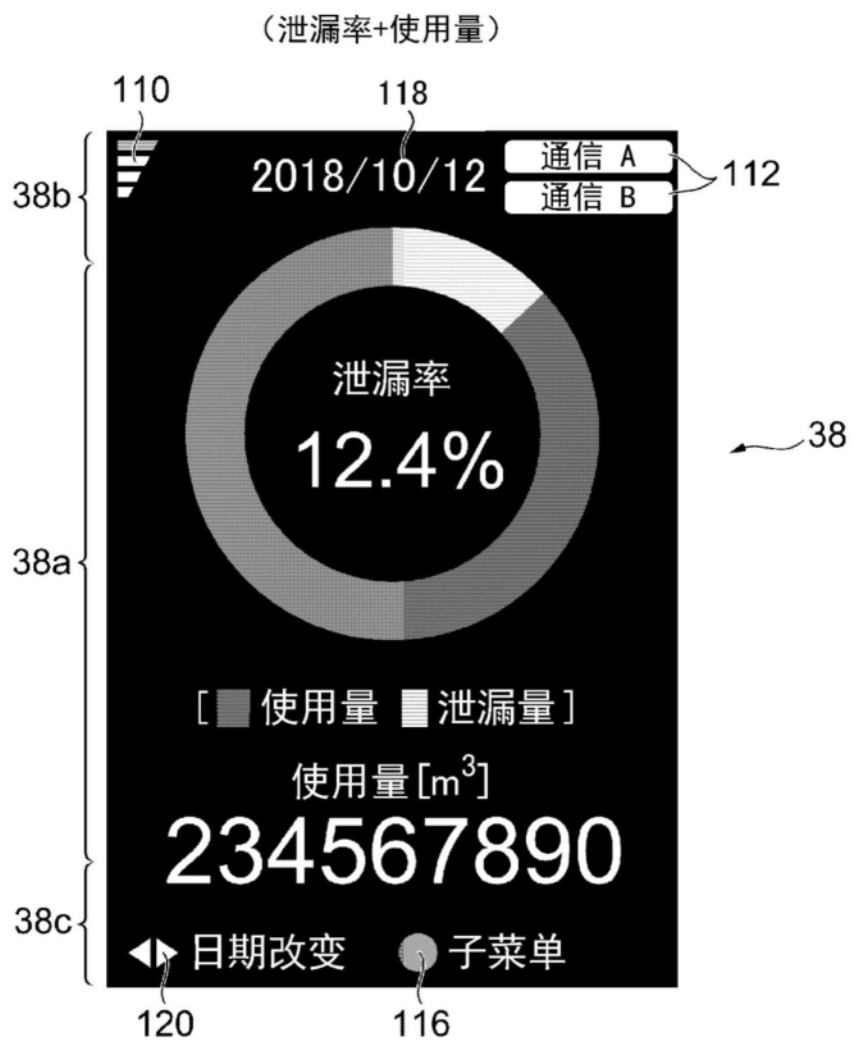 (泄漏率+使用量)
110
118
38b
2018/10/12
通信 A
通信 B
112
泄漏率
12.4%
38
38a
[ 使用量 泄漏量]
使用量[m³]
234567890
38c
日期改变 子菜单
120
116